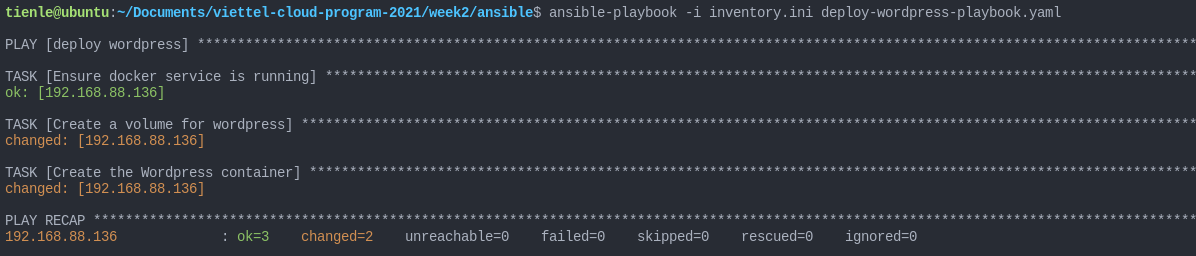 tienle@ubuntu:~/Documents/viettel-cloud-program-2021/week2/ansible$ ansible-playbook -i inventory.ini deploy-wordpress-playbook.yaml
PLAY [deploy wordpress] *****************************************************************************************************************************
TASK [Ensure docker service is running] *************************************************************************************************************
ok: [192.168.88.136]
TASK [Create a volume for wordpress] ****************************************************************************************************************
changed: [192.168.88.136]
TASK [Create the Wordpress container] ***************************************************************************************************************
changed: [192.168.88.136]
PLAY RECAP ******************************************************************************************************************************************
192.168.88.136             : ok=3    changed=2    unreachable=0    failed=0    skipped=0    rescued=0    ignored=0